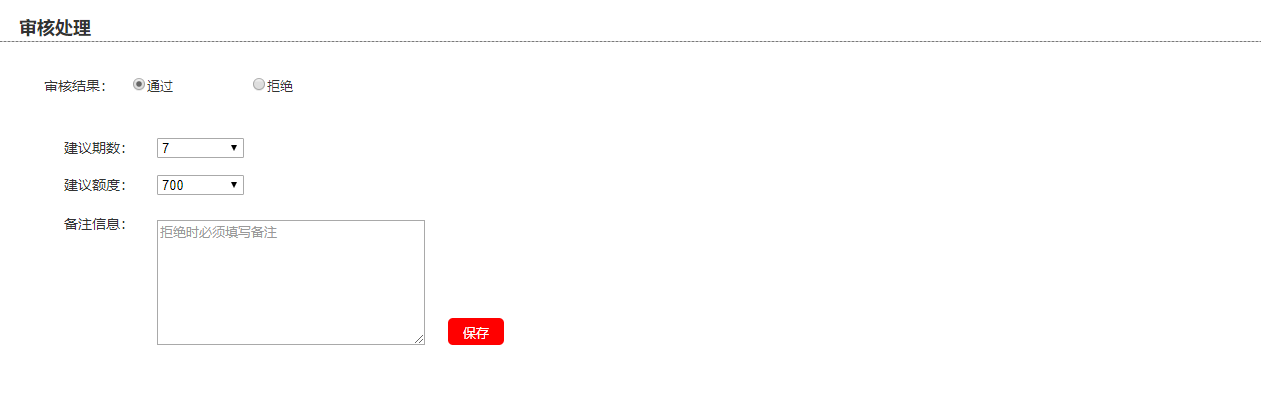 审核处理
审核结果： 通过 拒绝
建议期数： 7
建议额度： 700
备注信息： 拒绝时必须填写备注
保存